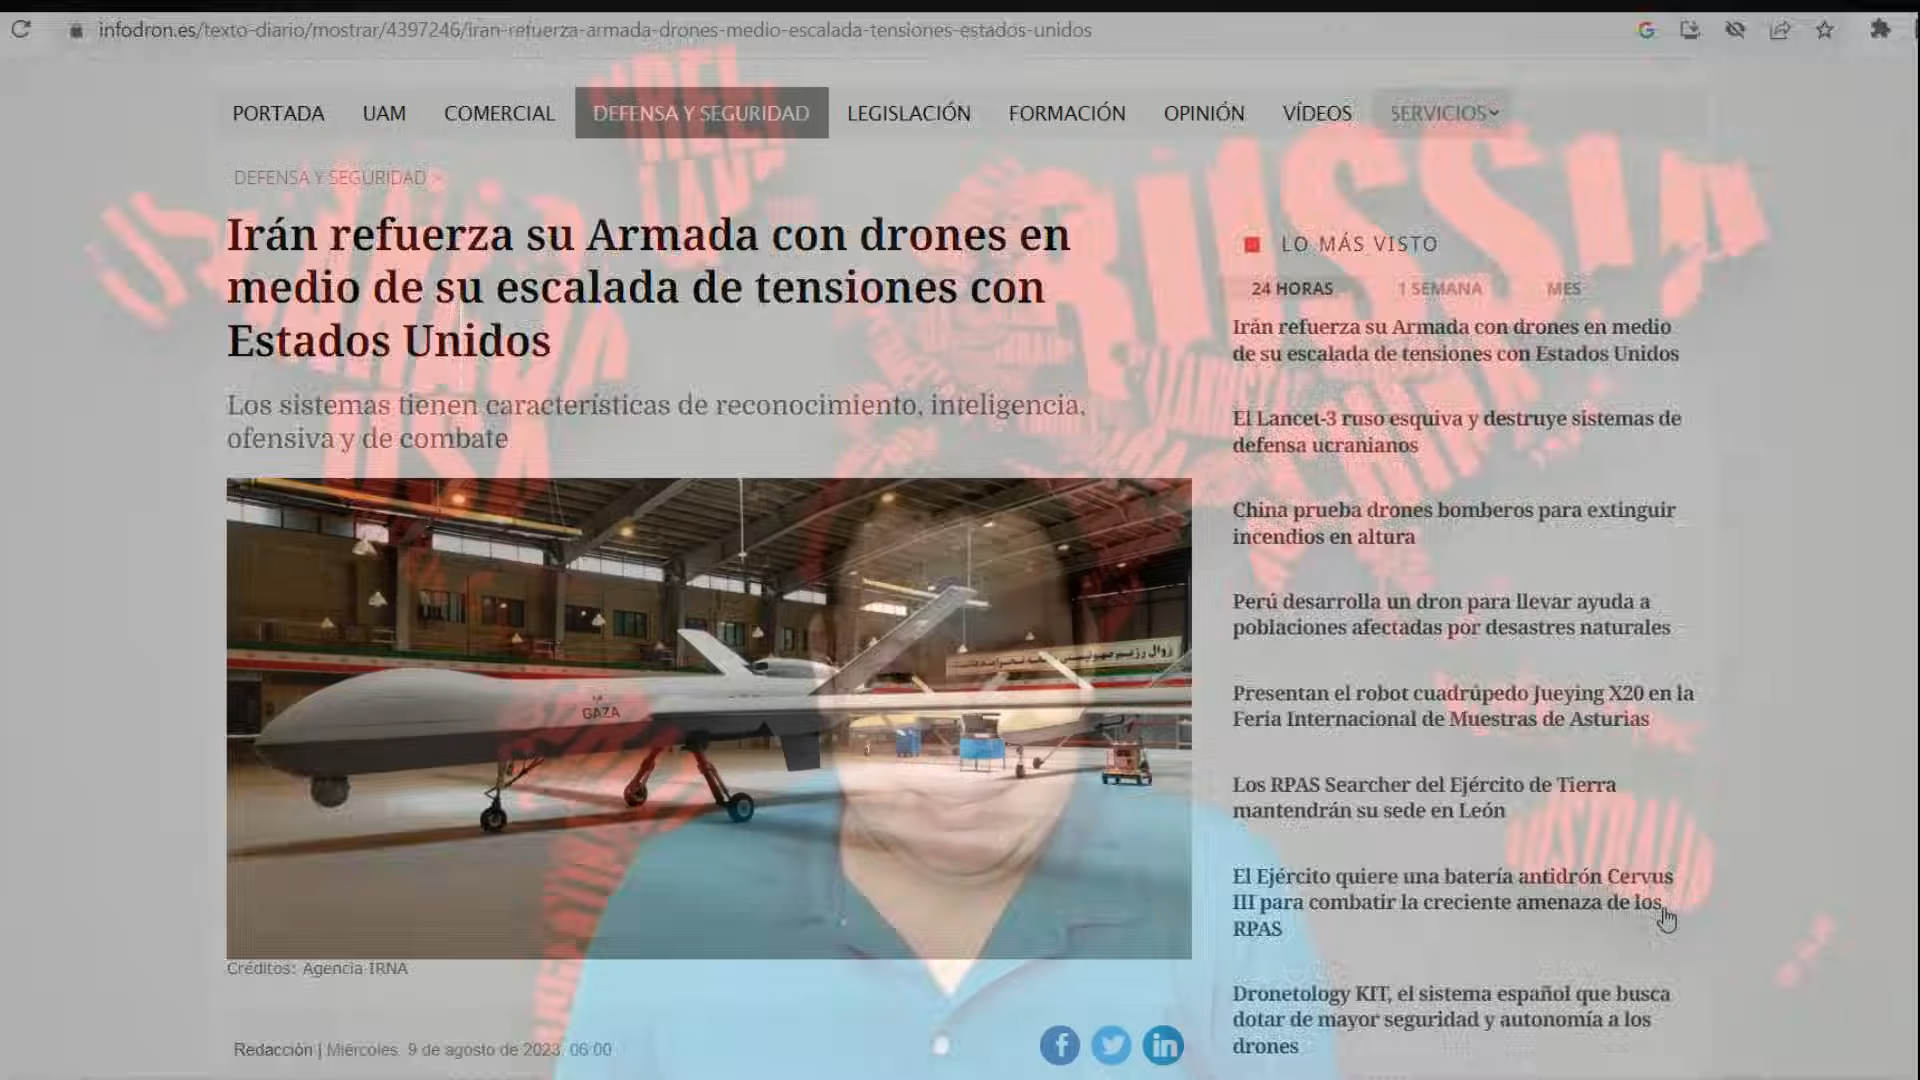 infodron.es/texto-diario/mostrar/4397246/iran-refuerza-armada-drones-medio-escalada-tensiones-estados-unidos
PORTADA UAM COMERCIAL DEFENSA Y SEGURIDAD LEGISLACIÓN FORMACIÓN OPINIÓN VÍDEOS SERVICIOS
DEFENSA Y SEGURIDAD >
Irán refuerza su Armada con drones en
medio de su escalada de tensiones con
Estados Unidos
Los sistemas tienen características de reconocimiento, inteligencia,
ofensiva y de combate
GAZA
Créditos: Agencia IRNA
Redacción | Miércoles, 9 de agosto de 2023, 06:00
LO MÁS VISTO
24 HORAS 1 SEMANA MES
Irán refuerza su Armada con drones en medio
de su escalada de tensiones con Estados Unidos
El Lancet-3 ruso esquiva y destruye sistemas de
defensa ucranianos
China prueba drones bomberos para extinguir
incendios en altura
Perú desarrolla un dron para llevar ayuda a
poblaciones afectadas por desastres naturales
Presentan el robot cuadrúpedo Jueying X20 en la
Feria Internacional de Muestras de Asturias
Los RPAS Searcher del Ejército de Tierra
mantendrán su sede en León
El Ejército quiere una batería antidrón Cervus
III para combatir la creciente amenaza de los
RPAS
Dronetology KIT, el sistema español que busca
dotar de mayor seguridad y autonomía a los
drones
US
USA
RUSSIA
CHINA
AUSTRALIA